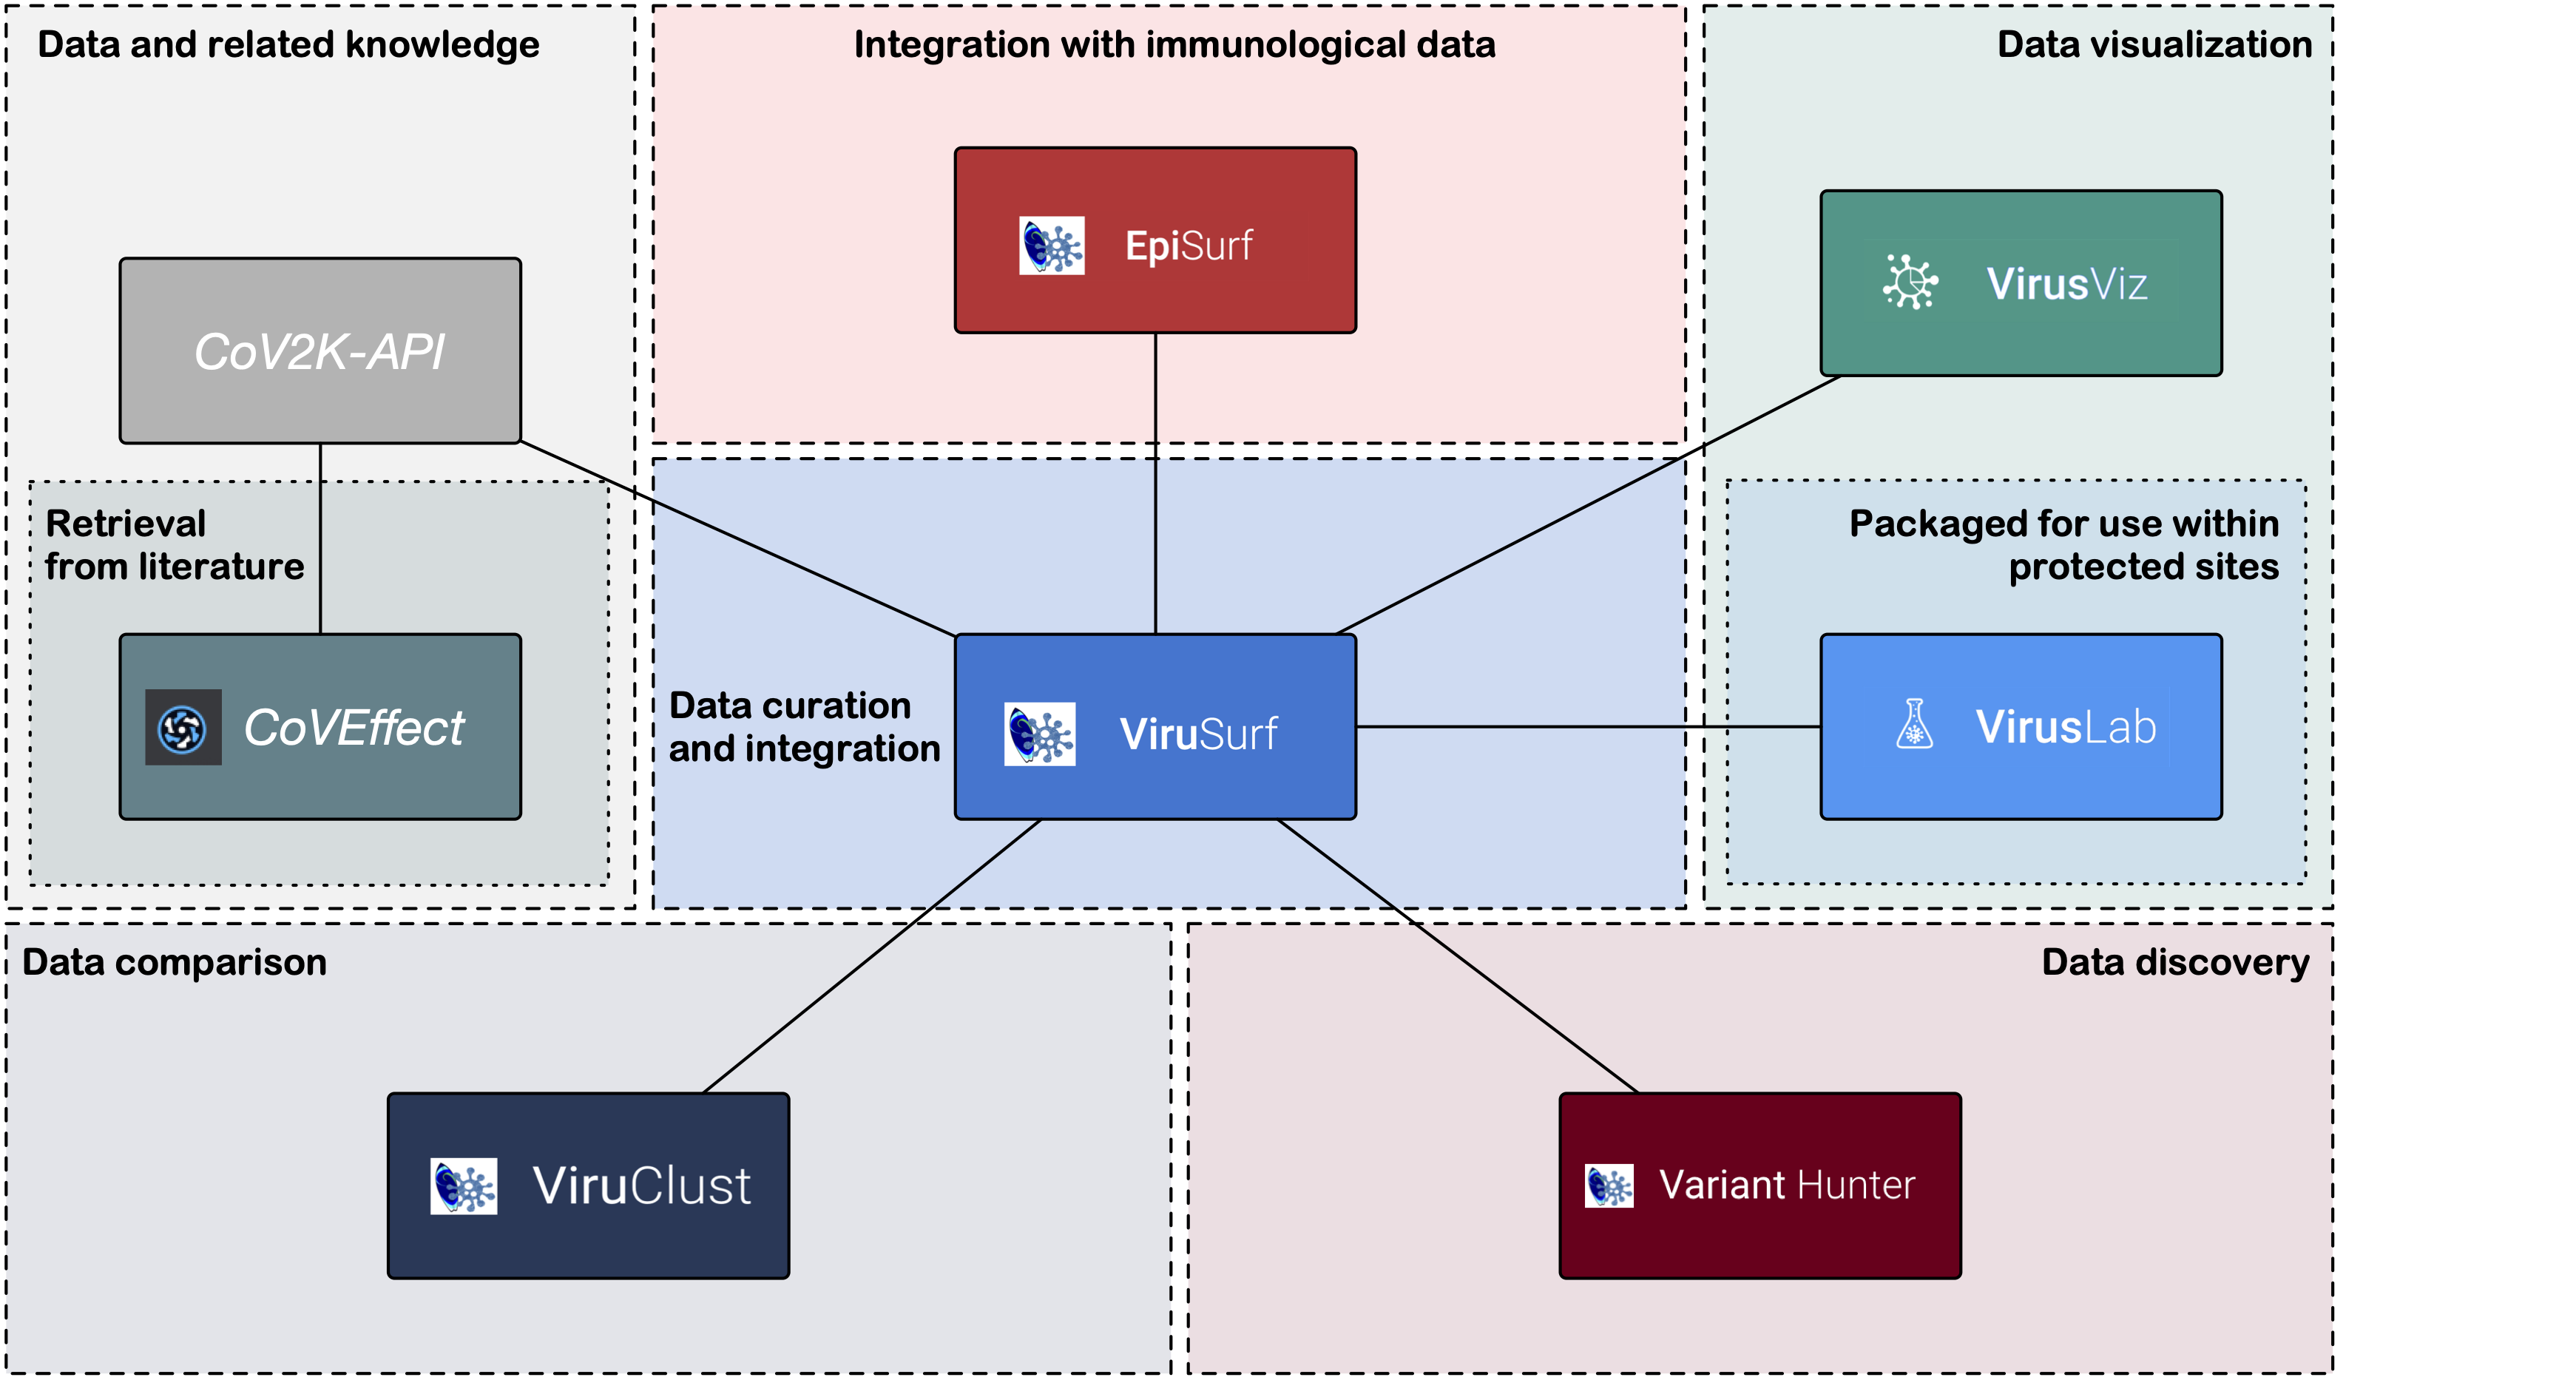 Data and related knowledge
Integration with immunological data
Data visualization
EpiSurf
VirusViz
CoV2K-API
Retrieval
from literature
Packaged for use within
protected sites
CoVEffect
Data curation
and integration
ViruSurf
VirusLab
Data comparison
Data discovery
ViruClust
Variant Hunter